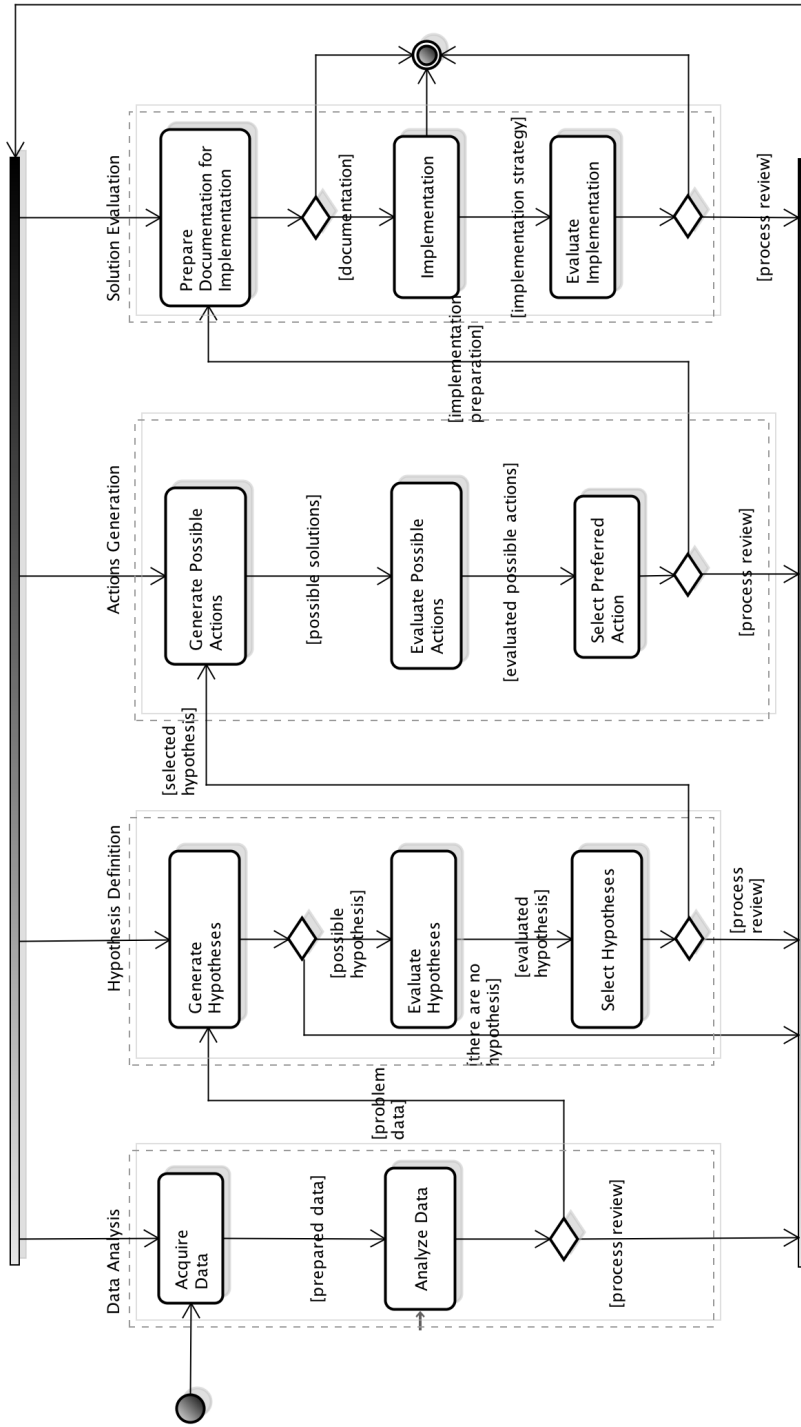 Data Analysis
Acquire
Data
[prepared data]
Analyze Data
[process review]
[problem
data]
Hypothesis Definition
Generate
Hypotheses
[possible
hypothesis]
Evaluate
Hypotheses
[there are no
hypothesis]
[evaluated
hypothesis]
Select Hypotheses
[process
review]
[selected
hypothesis]
Actions Generation
Generate Possible
Actions
[possible solutions]
Evaluate Possible
Actions
[evaluated possible actions]
Select Preferred
Action
[process review]
[implementation
preparation]
Solution Evaluation
Prepare
Documentation for
Implementation
[documentation]
Implementation
[implementation strategy]
Evaluate
Implementation
[process review]